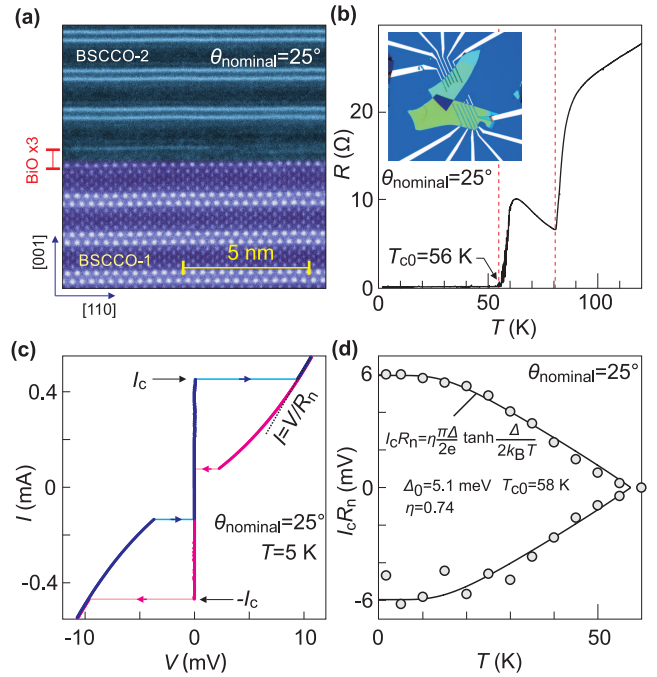 (a)
BSCCO-2
θnominal=25°
BiO x3
BSCCO-1
5 nm
[001]
[110]
(b)
R (Ω)
20
10
0
θnominal=25°
Tc0=56 K
0
50
100
T (K)
(c)
I (mA)
0.4
0
-0.4
Ic
I=V/Rn
θnominal=25°
T=5 K
-Ic
-10
0
10
V (mV)
(d)
IcRn (mV)
6
0
-6
θnominal=25°
IcRn=η πΔ/2e tanh Δ/2kBT
Δ0=5.1 meV Tc0=58 K
η=0.74
0
50
T (K)